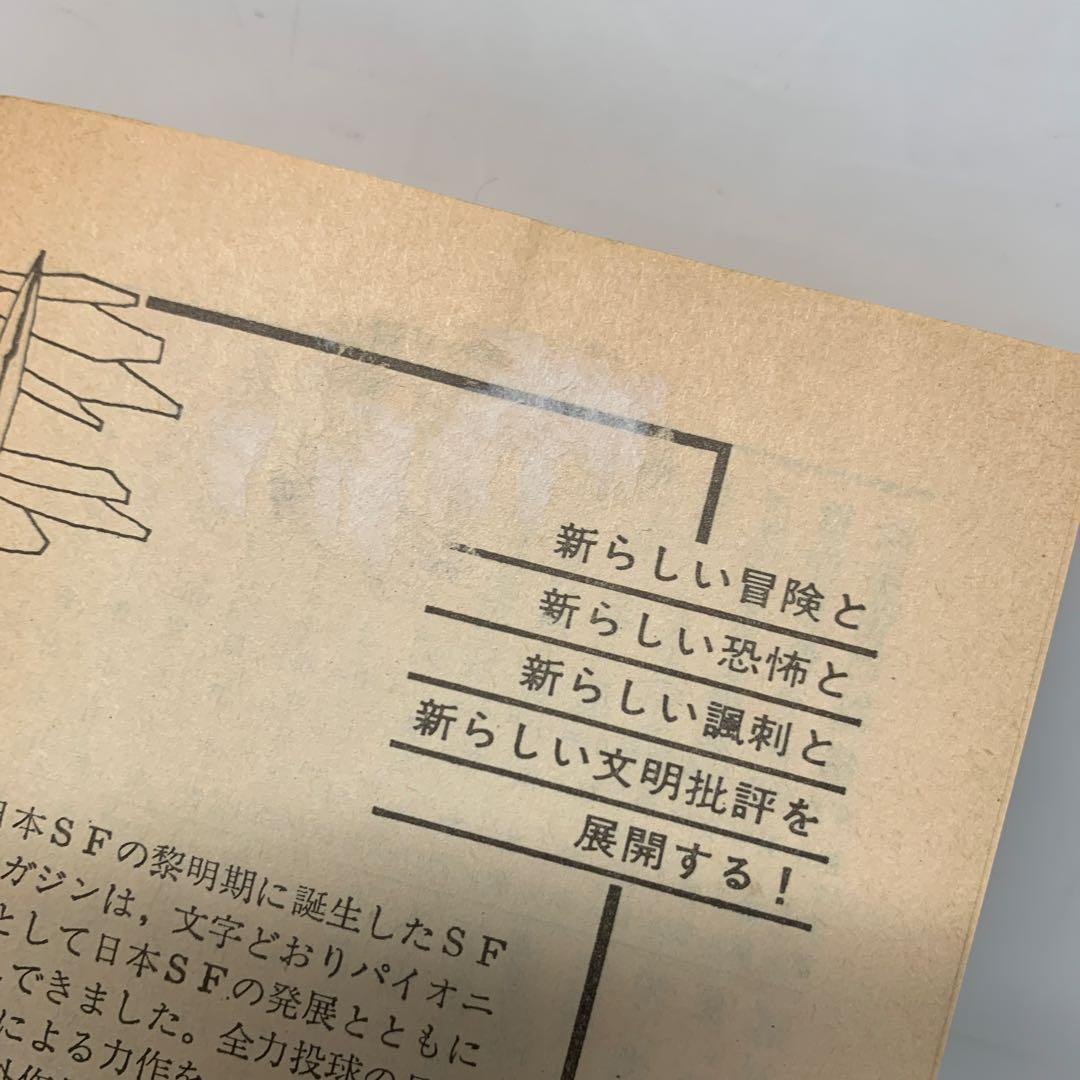 新らしい冒険と
新らしい恐怖と
新らしい諷刺と
新らしい文明批評を
展開する！
日本ＳＦの黎明期に誕生したＳＦ
ガジンは，文字どおりパイオニ
として日本ＳＦの発展とともに
できました。全力投球の
による力作を